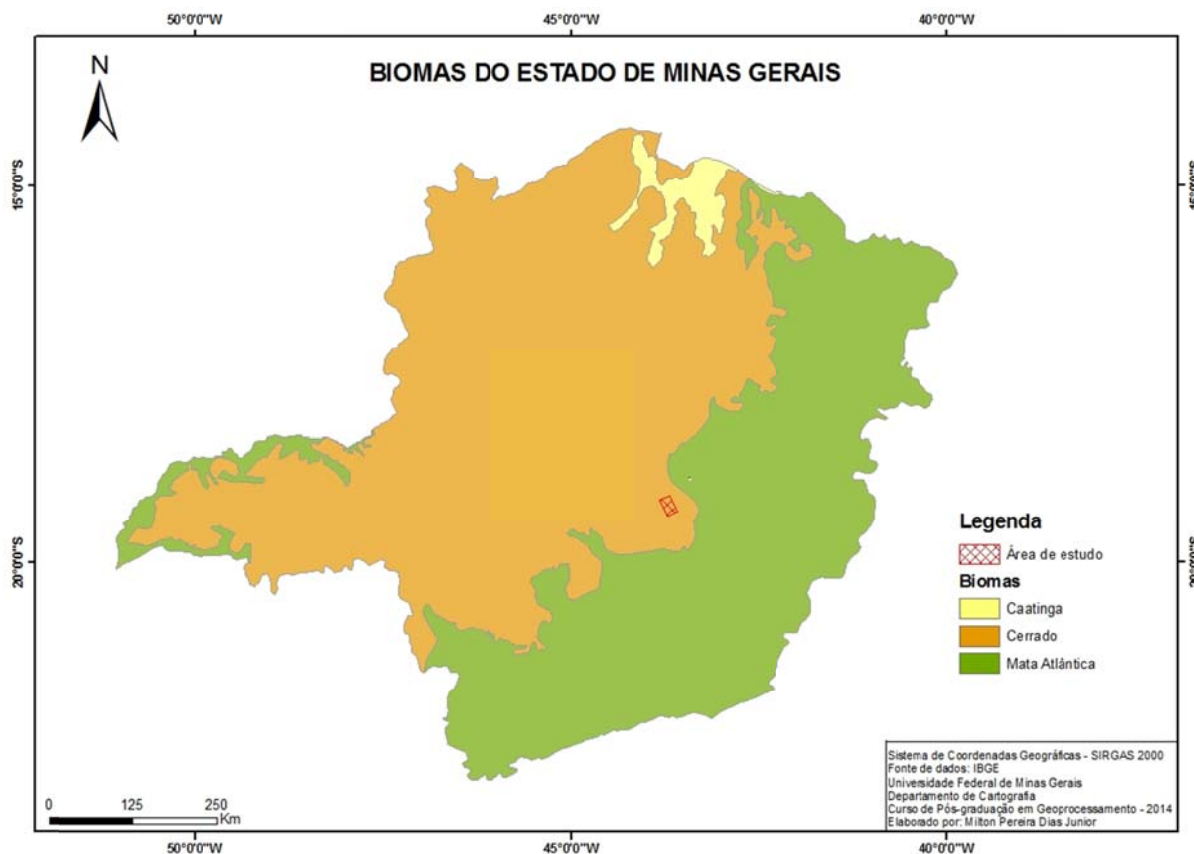 50°0'0"W 45°0'0"W 40°0'0"W
N
BIOMAS DO ESTADO DE MINAS GERAIS
15°0'0"S 15°0'0"S
20°0'0"S 20°0'0"S
Legenda
Área de estudo
Biomas
Caatinga
Cerrado
Mata Atlântica
0 125 250
Km
Sistema de Coordenadas Geográficas - SIRGAS 2000
Fonte de dados: IBGE
Universidade Federal de Minas Gerais
Departamento de Cartografia
Curso de Pós-graduação em Geoprocessamento - 2014
Elaborado por: Milton Pereira Dias Junior
50°0'0"W 45°0'0"W 40°0'0"W